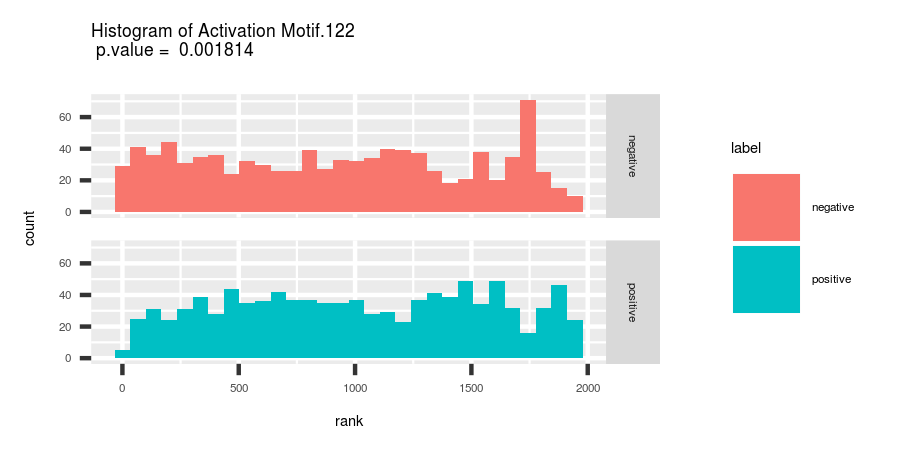 Histogram of Activation Motif.122
p.value =  0.001814
count
60
40
20
0
negative
60
40
20
0
positive
0
500
1000
1500
2000
rank
label
negative
positive